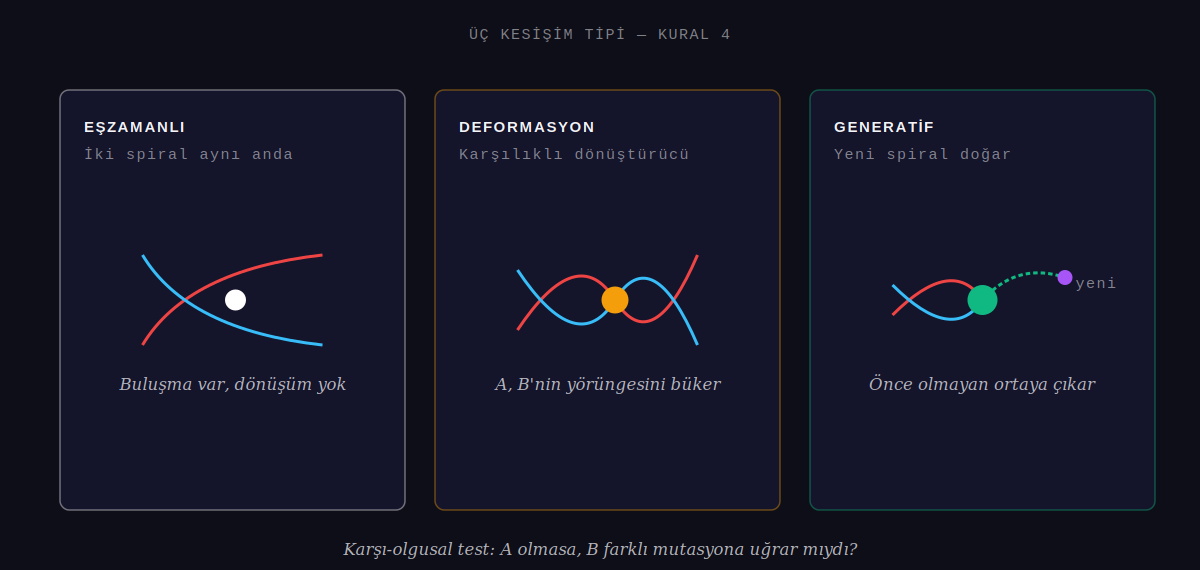 ÜÇ KESİŞİM TİPİ — KURAL 4
EŞZAMANLI
İki spiral aynı anda
Buluşma var, dönüşüm yok
DEFORMASYON
Karşılıklı dönüştürücü
A, B'nin yörüngesini büker
GENERATİF
Yeni spiral doğar
yeni
Önce olmayan ortaya çıkar
Karşı-olgusal test: A olmasa, B farklı mutasyona uğrar mıydı?